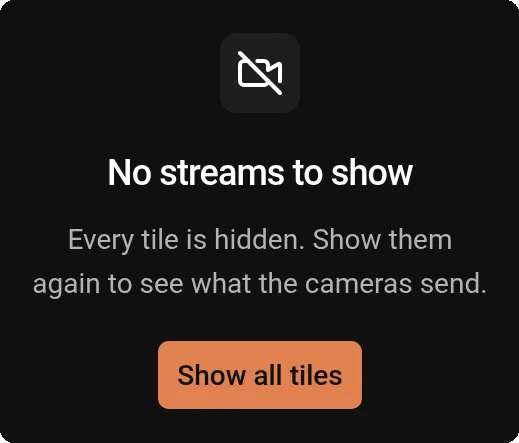 No streams to show
Every tile is hidden. Show them
again to see what the cameras send.
Show all tiles